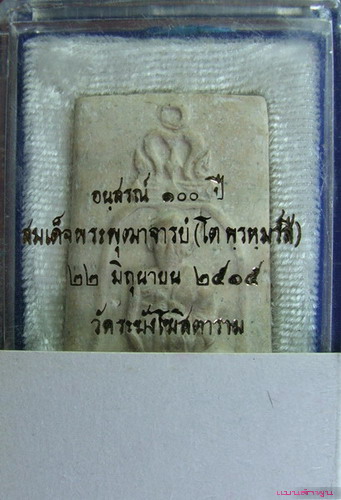 อนุสรณ์ ๑๐๐ ปี
สมเด็จพระพุฒาจารย์ (โต พรหมรังสี)
๒๒ มิถุนายน ๒๕๑๕
วัดระฆังโฆสิตาราม